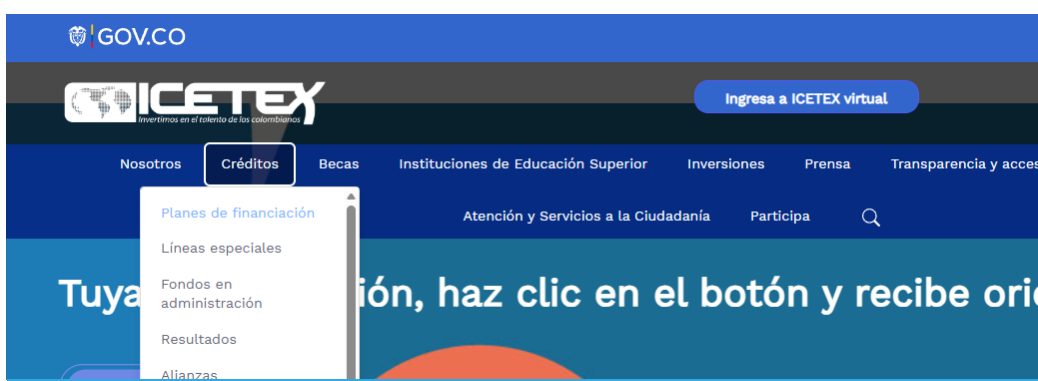 GOV.CO
ICETEX
Invertimos en el talento de los colombianos
Ingresa a ICETEX virtual
Nosotros Créditos Becas Instituciones de Educación Superior Inversiones Prensa Transparencia y acces
Atención y Servicios a la Ciudadanía Participa
Planes de financiación
Líneas especiales
Fondos en
administración
Resultados
Alianzas
Tuya ión, haz clic en el botón y recibe orie